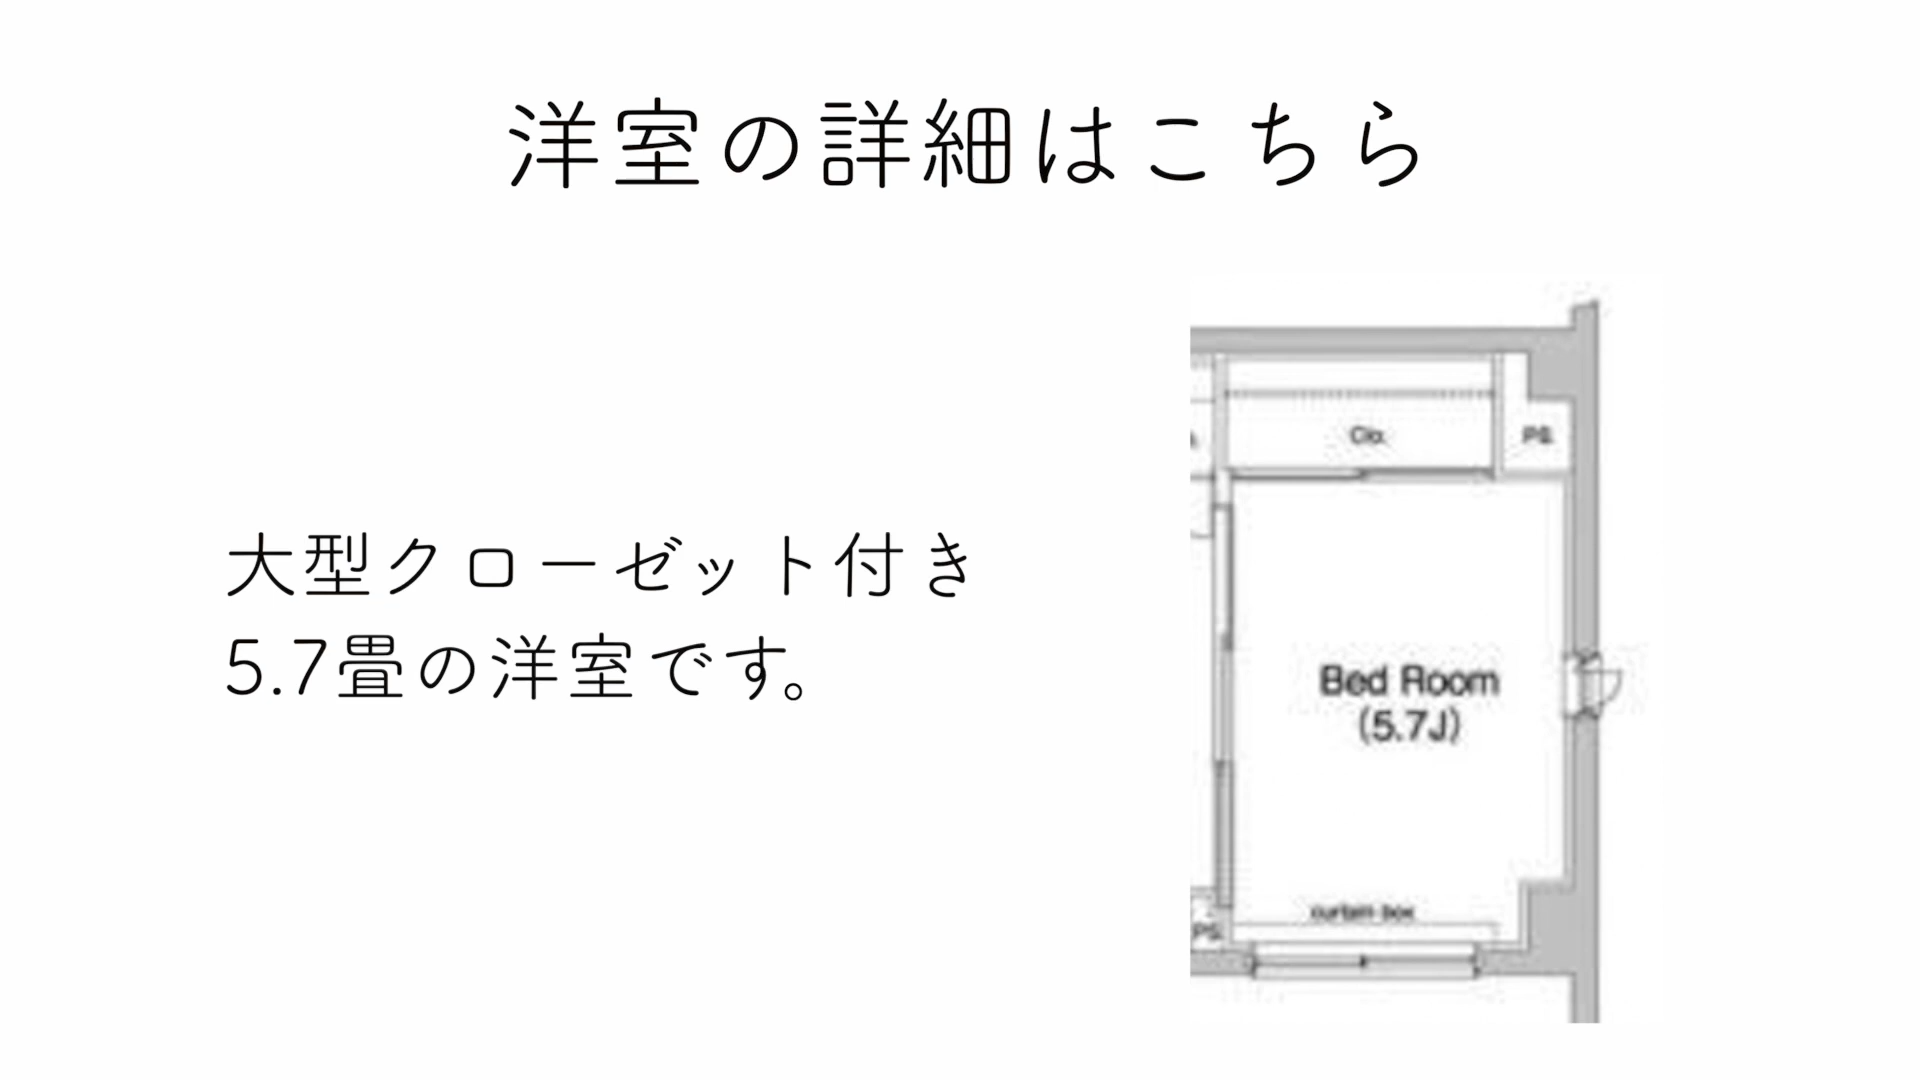 洋室の詳細はこちら
大型クローゼット付き
5.7畳の洋室です。
Clo.
PS
Bed Room
(5.7J)
curtain box
PS